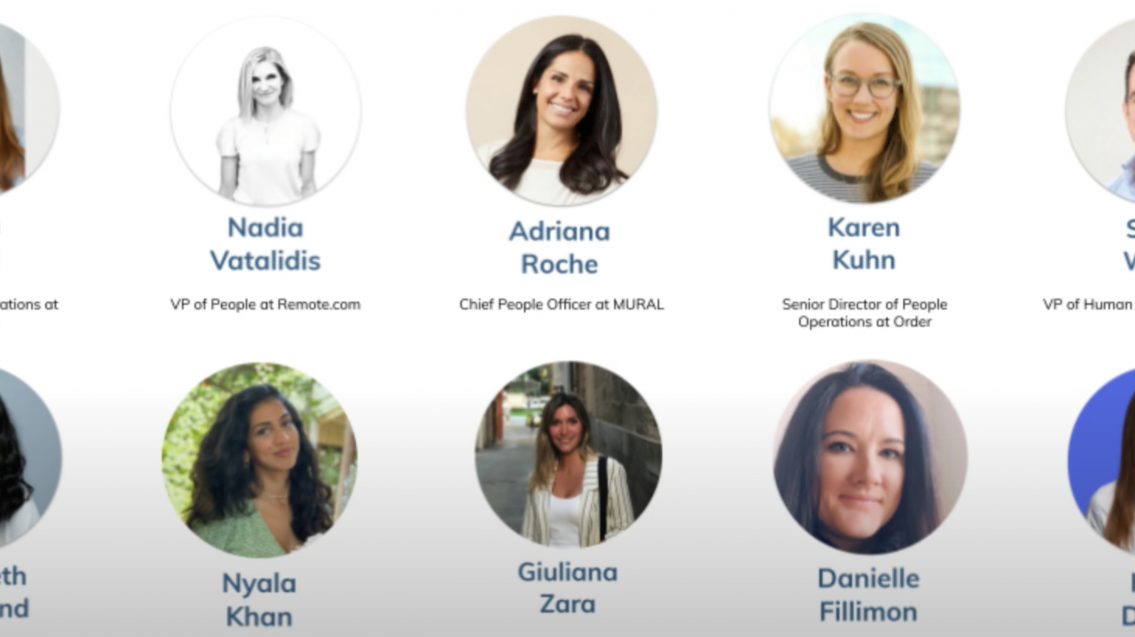 Nadia
Vatalidis
VP of People at Remote.com
Adriana
Roche
Chief People Officer at MURAL
Karen
Kuhn
Senior Director of People
Operations at Order
VP of Human
ations at
Nyala
Khan
Giuliana
Zara
Danielle
Fillimon
eth
nd